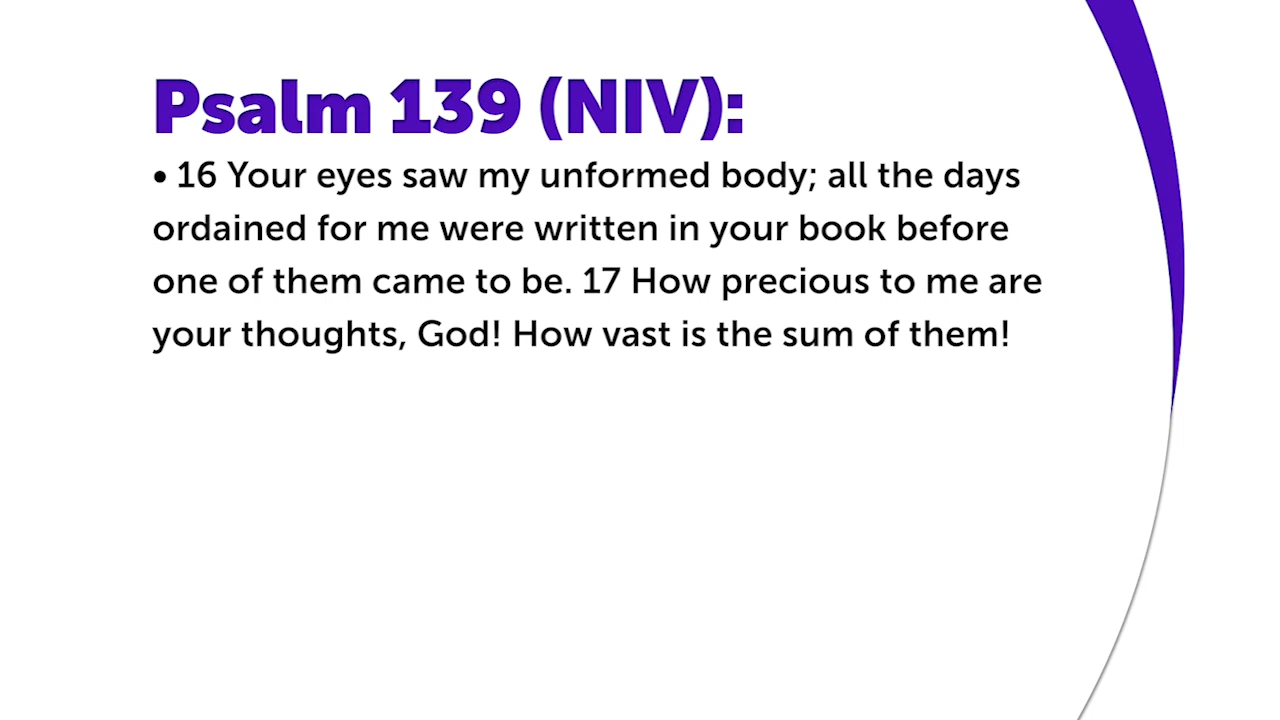 Psalm 139 (NIV):
• 16 Your eyes saw my unformed body; all the days
ordained for me were written in your book before
one of them came to be. 17 How precious to me are
your thoughts, God! How vast is the sum of them!